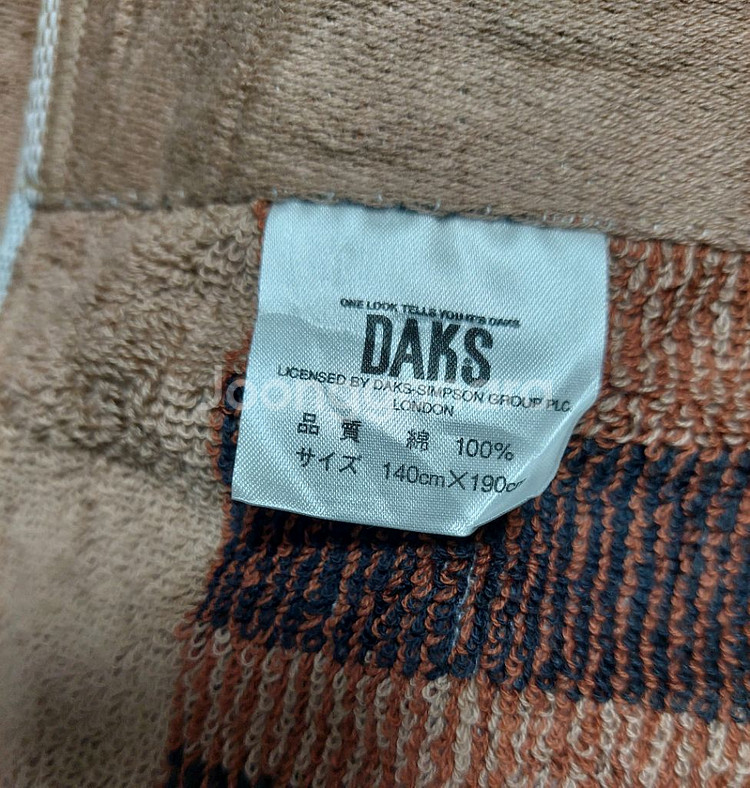 ONE LOOK TELLS YOU IT'S DAKS
DAKS
LICENSED BY DAKS-SIMPSON GROUP PLC.
LONDON
品質 綿 100%
サイズ 140cm×190cm